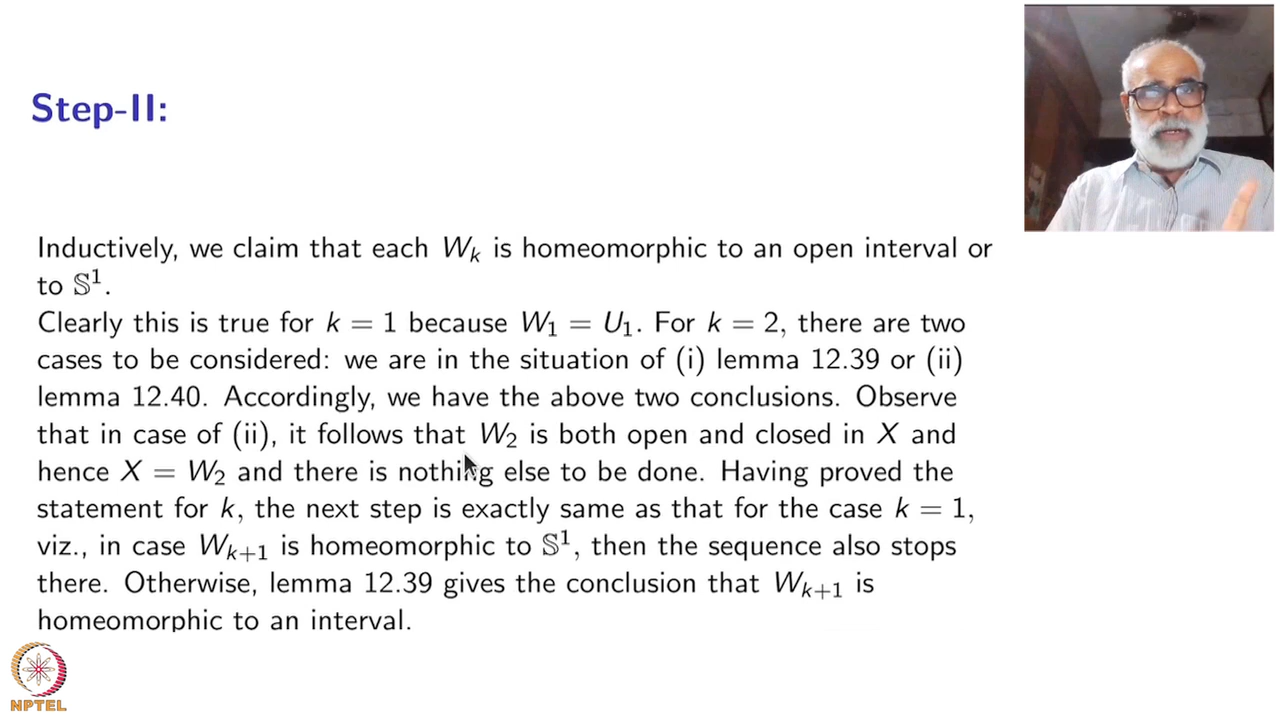 Step-II:
Inductively, we claim that each W_k is homeomorphic to an open interval or
to 𝕊¹.
Clearly this is true for k = 1 because W₁ = U₁. For k = 2, there are two
cases to be considered: we are in the situation of (i) lemma 12.39 or (ii)
lemma 12.40. Accordingly, we have the above two conclusions. Observe
that in case of (ii), it follows that W₂ is both open and closed in X and
hence X = W₂ and there is nothing else to be done. Having proved the
statement for k, the next step is exactly same as that for the case k = 1,
viz., in case W_{k+1} is homeomorphic to 𝕊¹, then the sequence also stops
there. Otherwise, lemma 12.39 gives the conclusion that W_{k+1} is
homeomorphic to an interval.
NPTEL